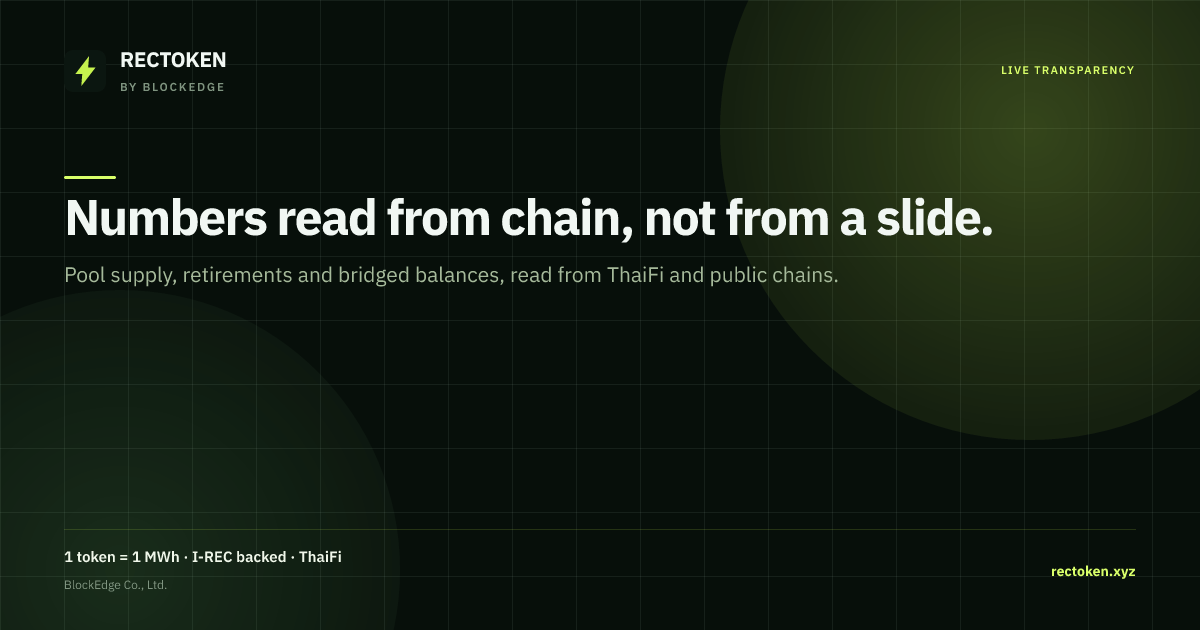 RECTOKEN
BY BLOCKEDGE
LIVE TRANSPARENCY
Numbers read from chain, not from a slide.
Pool supply, retirements and bridged balances, read from ThaiFi and public chains.
1 token = 1 MWh · I-REC backed · ThaiFi
BlockEdge Co., Ltd.
rectoken.xyz